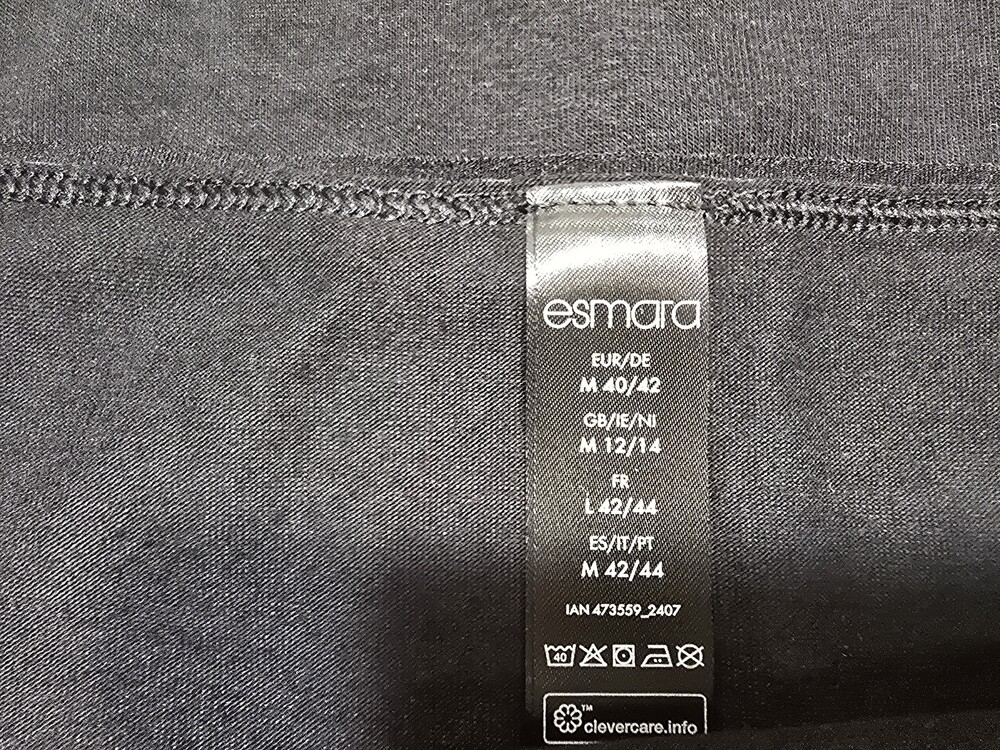 esmara
EUR/DE
M 40/42
GB/IE/NI
M 12/14
FR
L 42/44
ES/IT/PT
M 42/44
IAN 473559_2407
40
™
clevercare.info